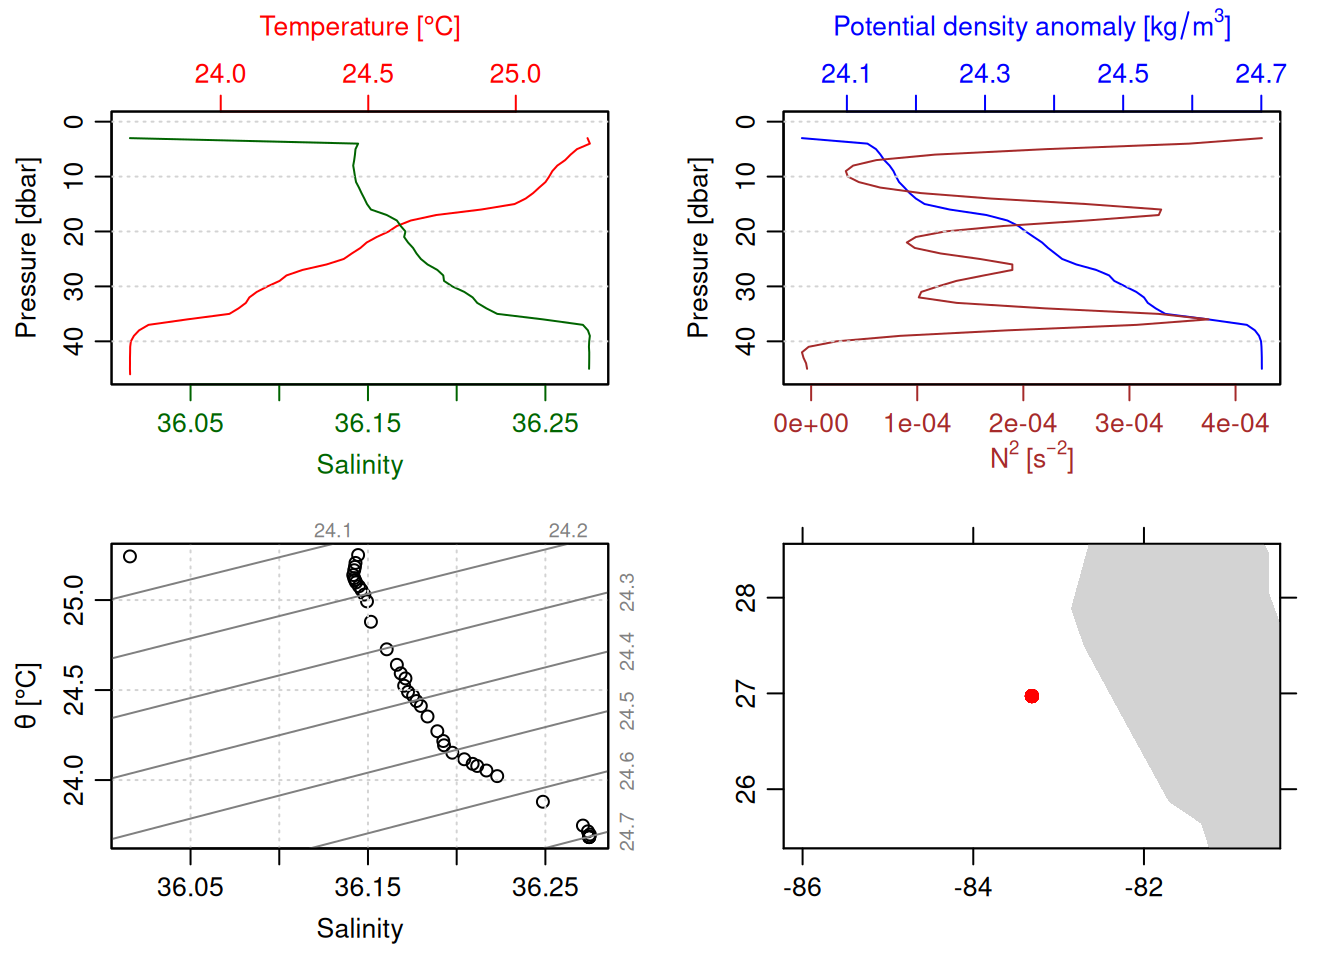 Temperature [°C]
24.0 24.5 25.0
Pressure [dbar]
0
10
20
30
40
36.05 36.15 36.25
Salinity
Potential density anomaly [kg/m³]
24.1 24.3 24.5 24.7
Pressure [dbar]
0
10
20
30
40
0e+00 1e-04 2e-04 3e-04 4e-04
N² [s⁻²]
24.1 24.2
24.3
24.4
24.5
24.6
24.7
θ [°C]
25.0
24.5
24.0
36.05 36.15 36.25
Salinity
28
27
26
-86 -84 -82